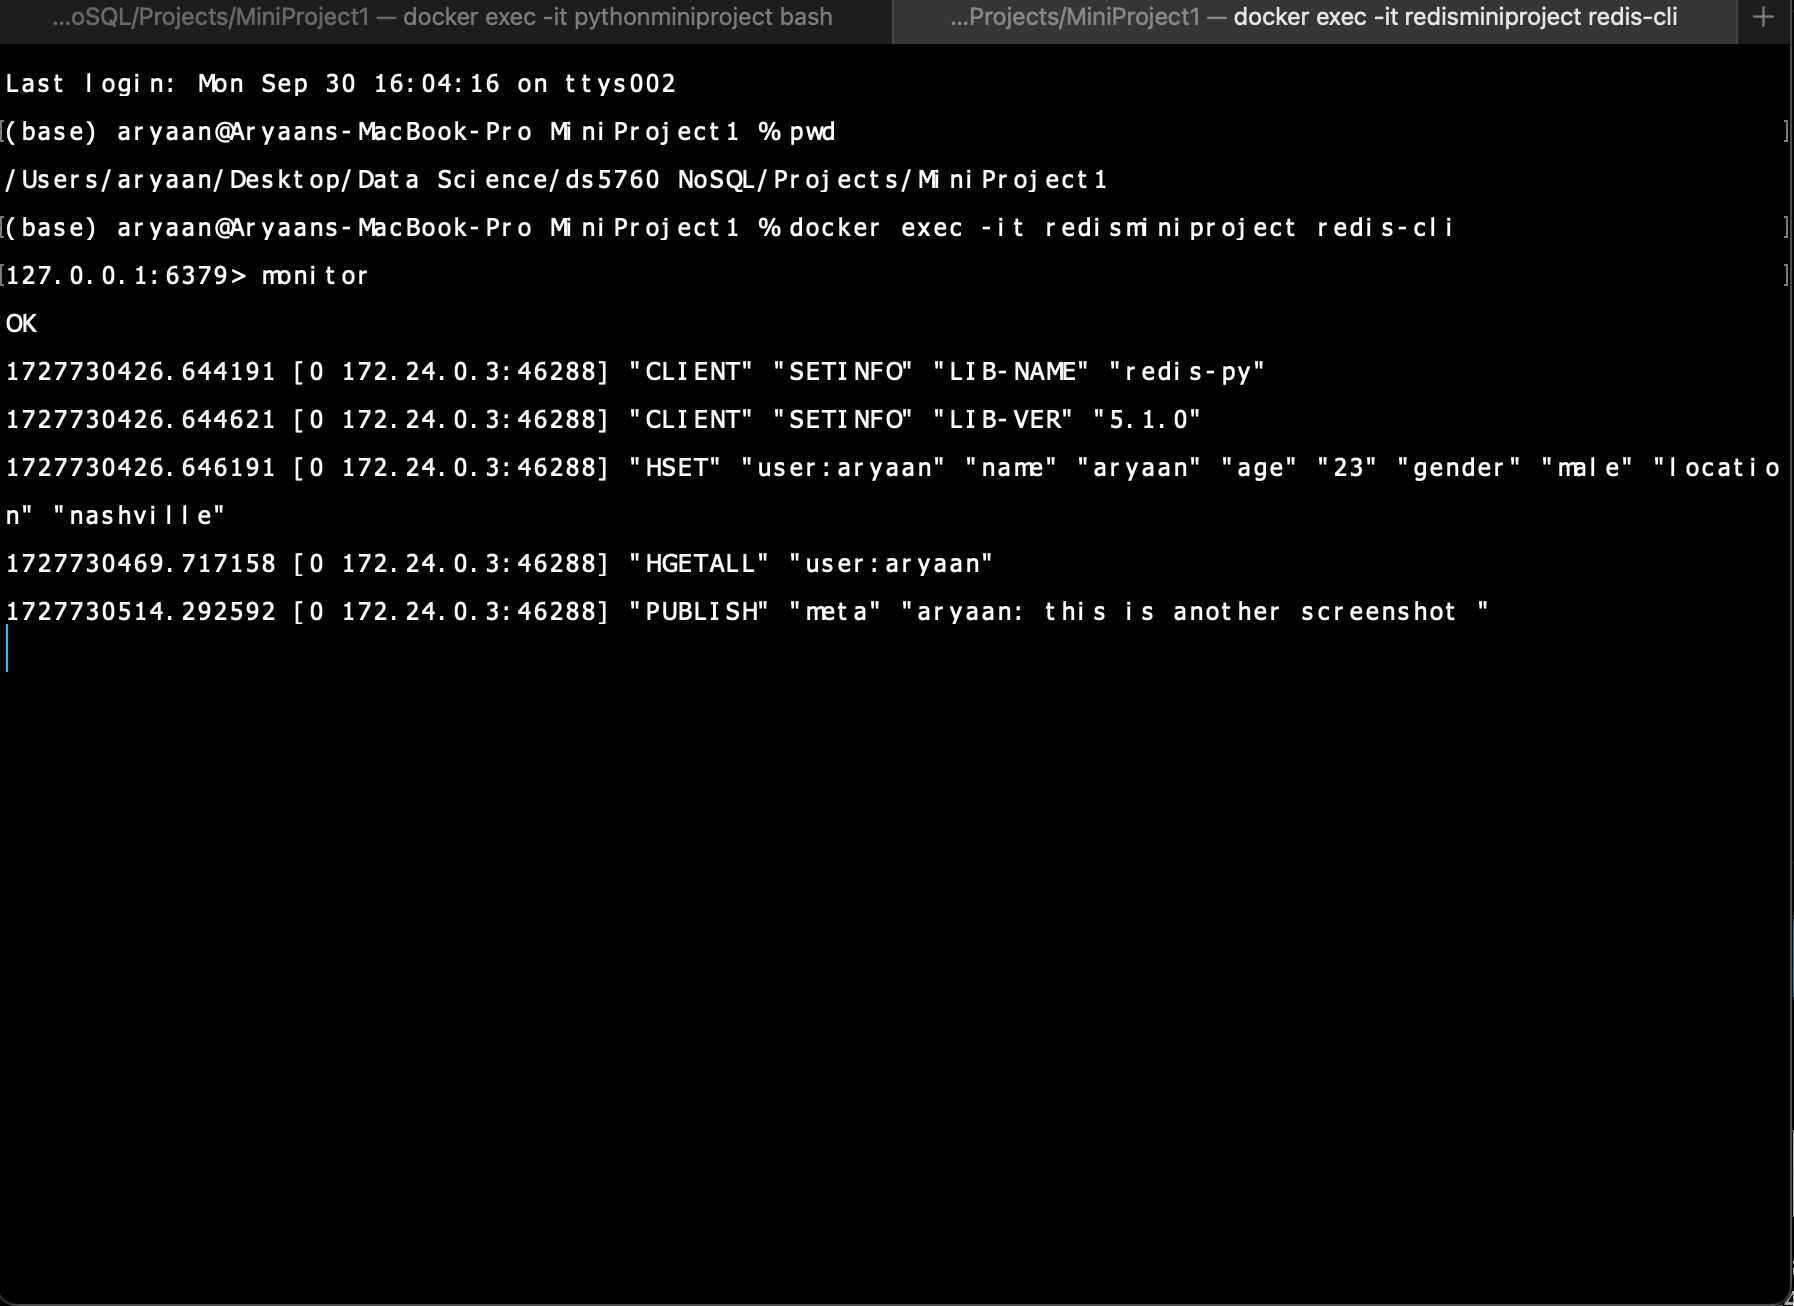 ...oSQL/Projects/MiniProject1 — docker exec -it pythonminiproject bash
...Projects/MiniProject1 — docker exec -it redisminiproject redis-cli +
Last login: Mon Sep 30 16:04:16 on ttys002
[(base) aryaan@Aryaans-MacBook-Pro MiniProject1 % pwd ]
/Users/aryaan/Desktop/Data Science/ds5760 NoSQL/Projects/MiniProject1
[(base) aryaan@Aryaans-MacBook-Pro MiniProject1 % docker exec -it redisminiproject redis-cli ]
[127.0.0.1:6379> monitor ]
OK
1727730426.644191 [0 172.24.0.3:46288] "CLIENT" "SETINFO" "LIB-NAME" "redis-py"
1727730426.644621 [0 172.24.0.3:46288] "CLIENT" "SETINFO" "LIB-VER" "5.1.0"
1727730426.646191 [0 172.24.0.3:46288] "HSET" "user:aryaan" "name" "aryaan" "age" "23" "gender" "male" "locatio
n" "nashville"
1727730469.717158 [0 172.24.0.3:46288] "HGETALL" "user:aryaan"
1727730514.292592 [0 172.24.0.3:46288] "PUBLISH" "meta" "aryaan: this is another screenshot "